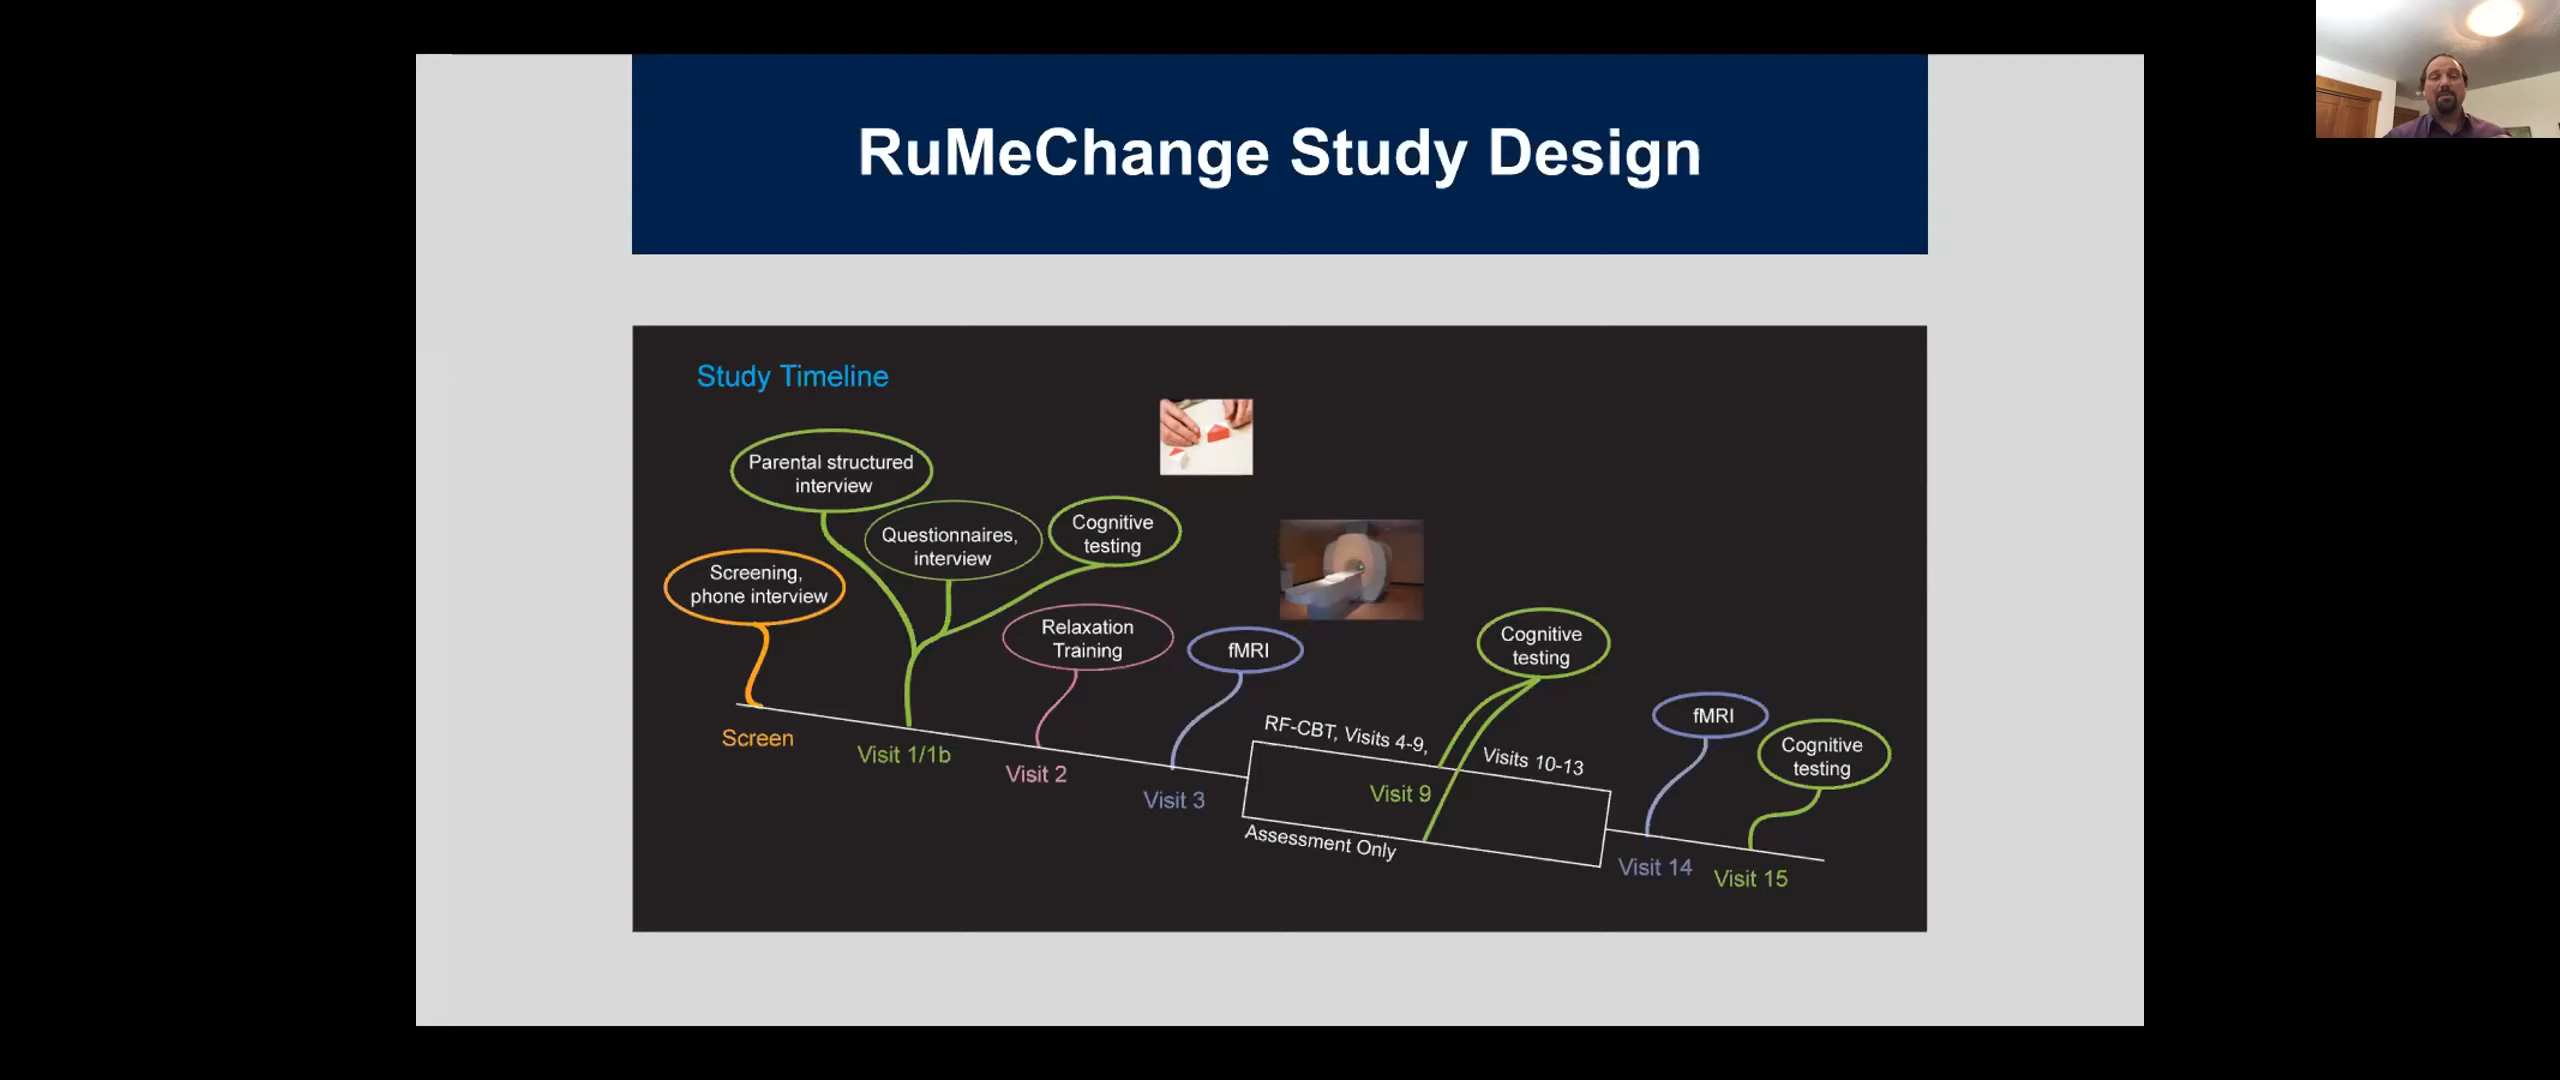 RuMeChange Study Design
Study Timeline
Parental structured
interview
Questionnaires,
interview
Cognitive
testing
Screening,
phone interview
Relaxation
Training
fMRI
Cognitive
testing
fMRI
Cognitive
testing
RF-CBT, Visits 4-9,
Visits 10-13
Screen
Visit 1/1b
Visit 2
Visit 3
Visit 9
Assessment Only
Visit 14
Visit 15